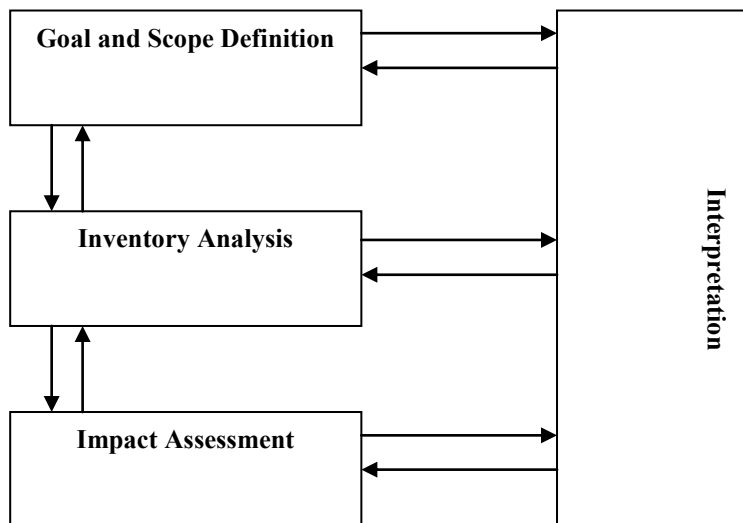 Goal and Scope Definition
Inventory Analysis
Interpretation
Impact Assessment